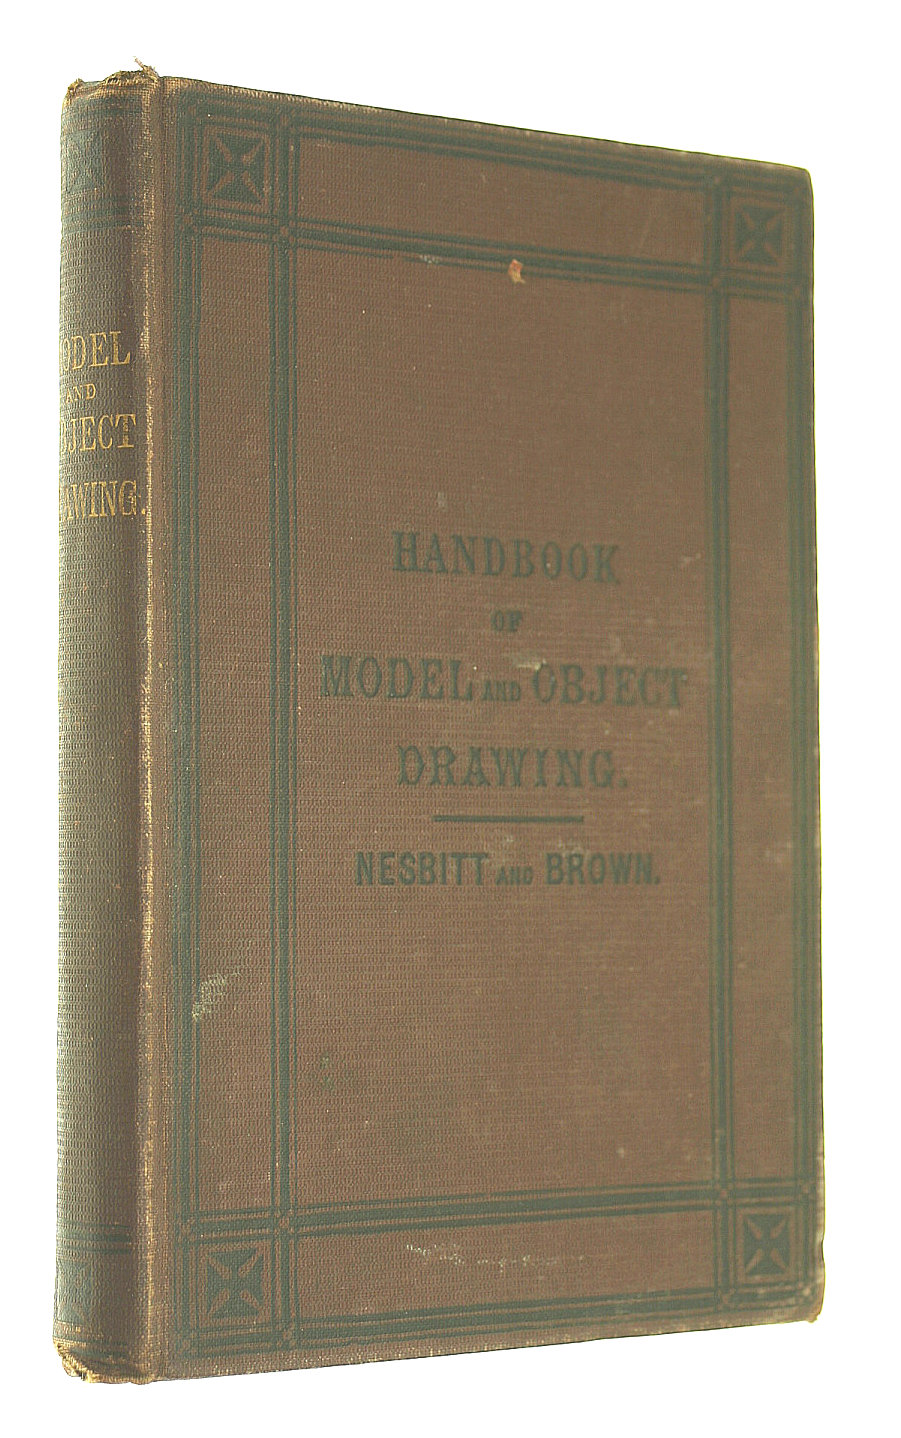 HANDBOOK
OF
MODEL AND OBJECT
DRAWING.
NESBITT AND BROWN.
MODEL
AND
OBJECT
DRAWING.